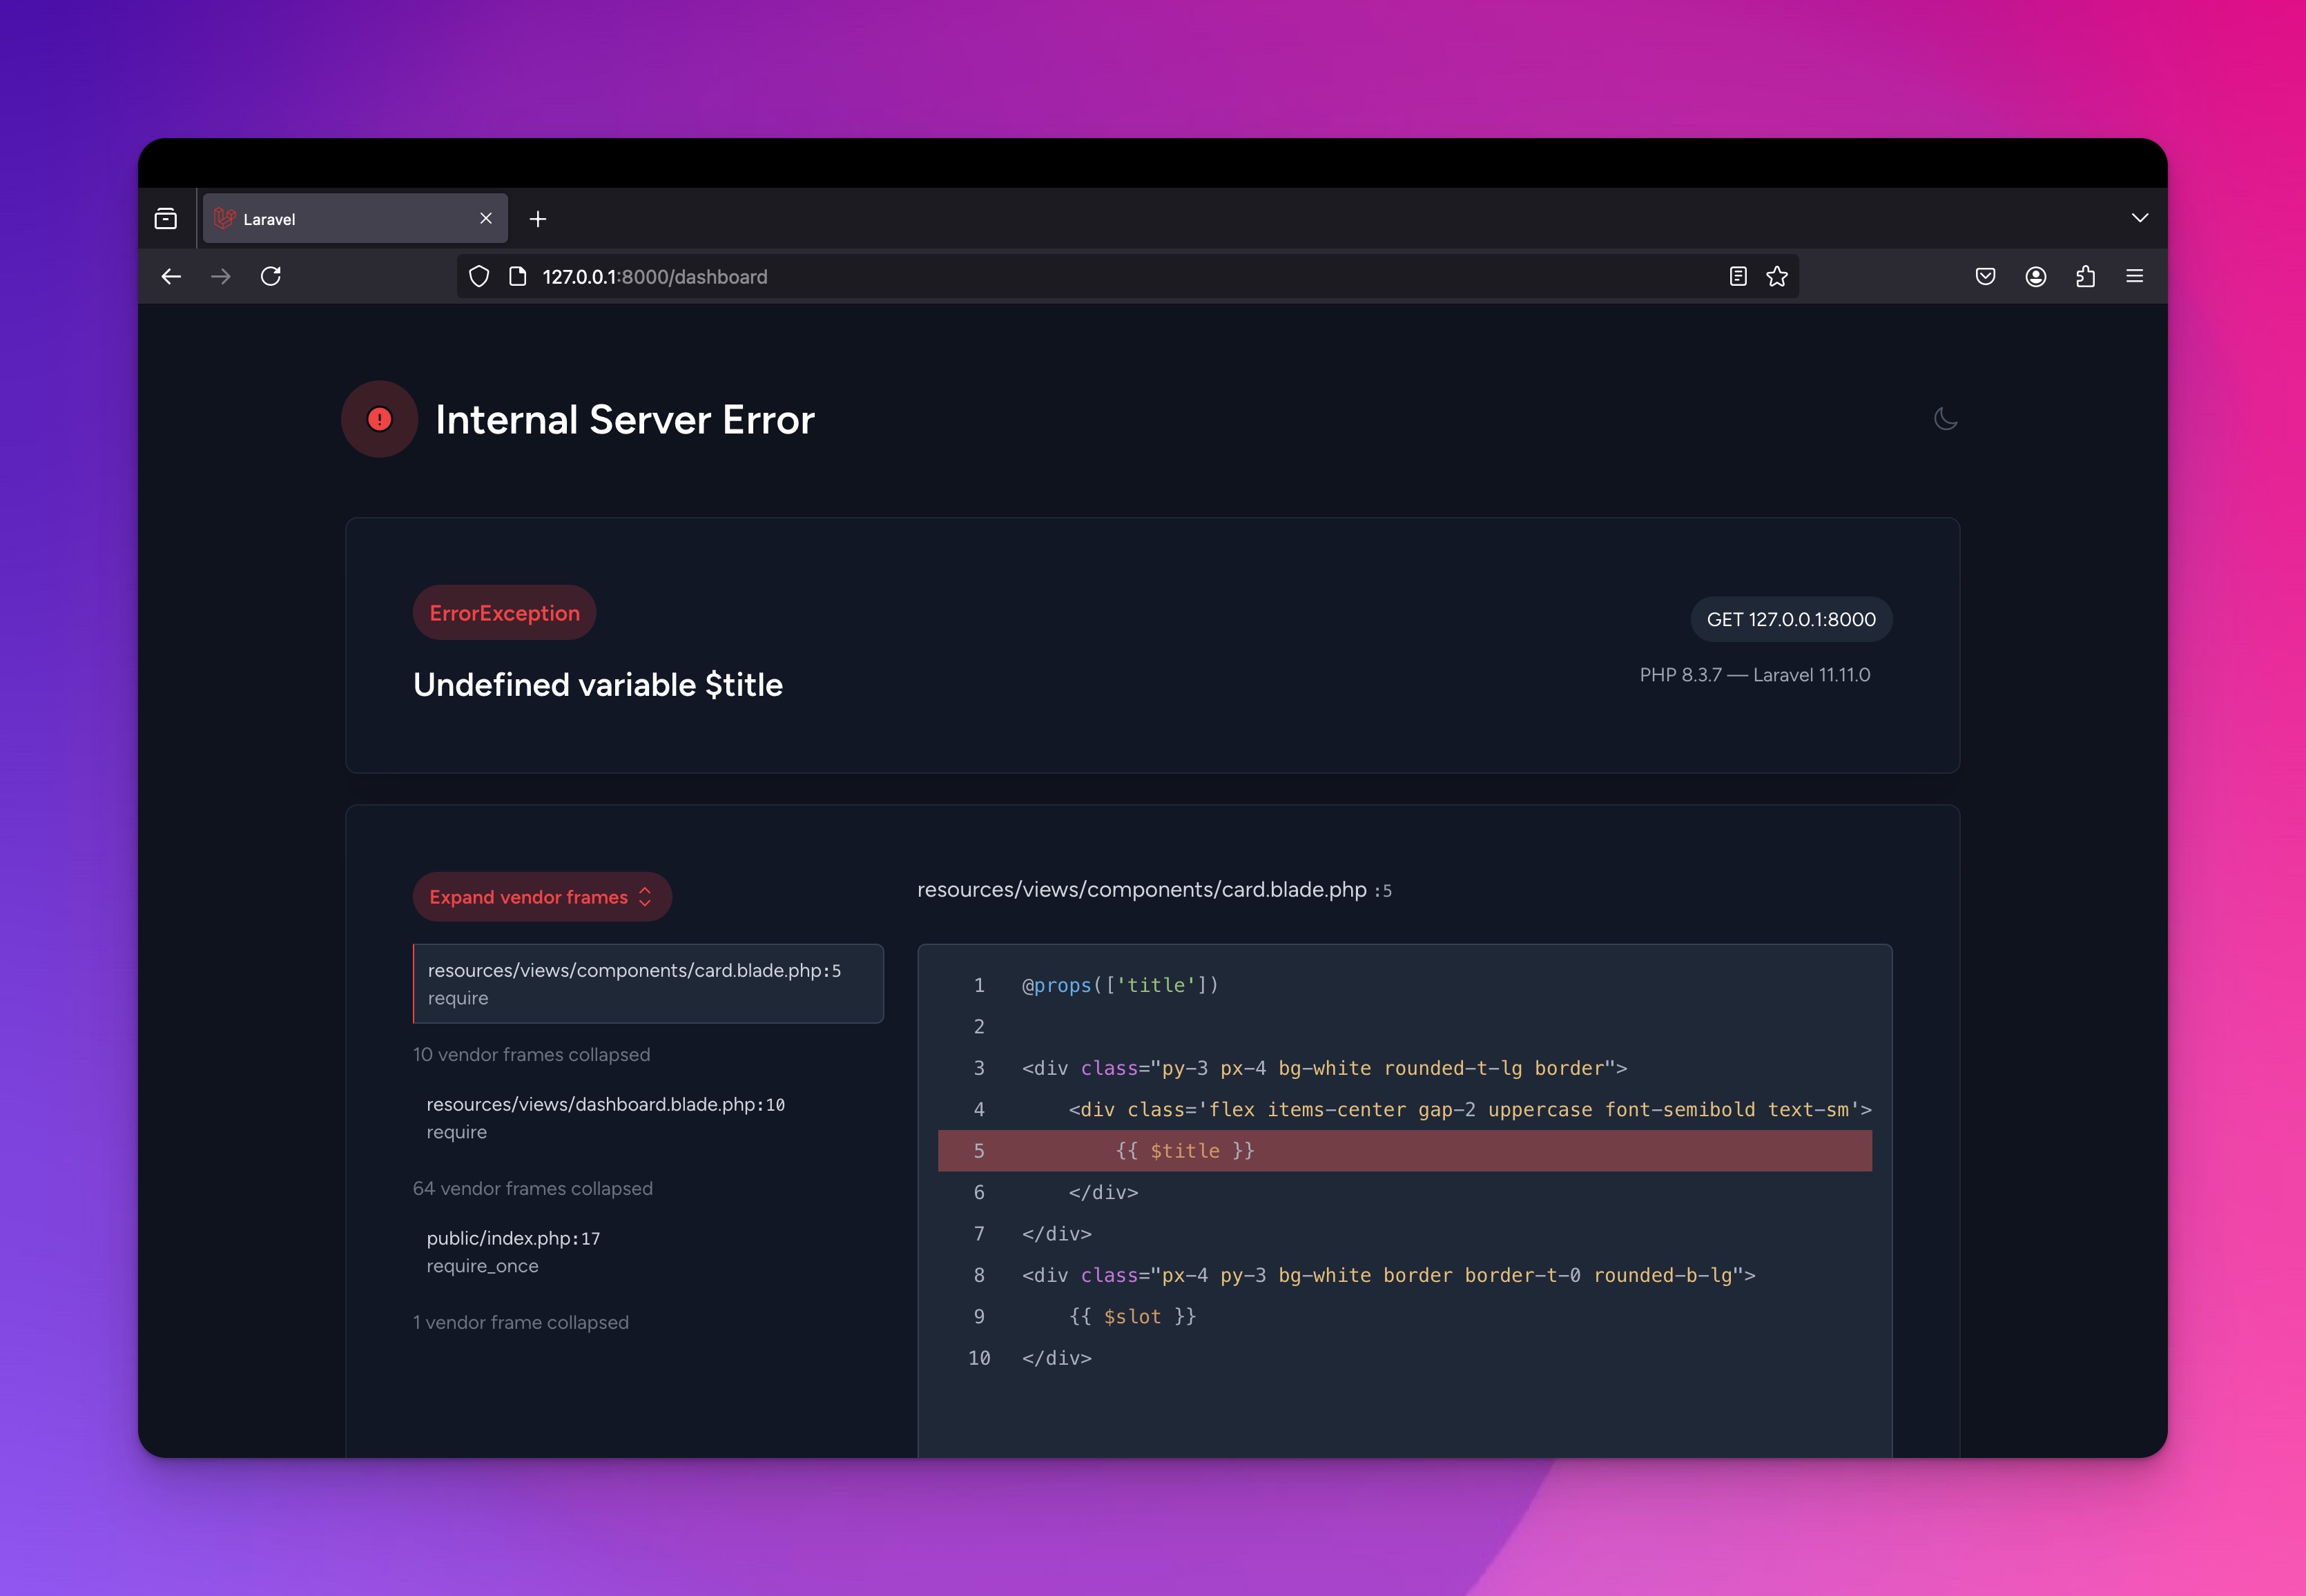 Laravel
127.0.0.1:8000/dashboard
Internal Server Error
ErrorException
GET 127.0.0.1:8000
Undefined variable $title
PHP 8.3.7 — Laravel 11.11.0
Expand vendor frames
resources/views/components/card.blade.php:5
require
10 vendor frames collapsed
resources/views/dashboard.blade.php:10
require
64 vendor frames collapsed
public/index.php:17
require_once
1 vendor frame collapsed
resources/views/components/card.blade.php :5
1 @props(['title'])
2
3 <div class="py-3 px-4 bg-white rounded-t-lg border">
4     <div class='flex items-center gap-2 uppercase font-semibold text-sm'>
5         {{ $title }}
6     </div>
7 </div>
8 <div class="px-4 py-3 bg-white border border-t-0 rounded-b-lg">
9     {{ $slot }}
10 </div>